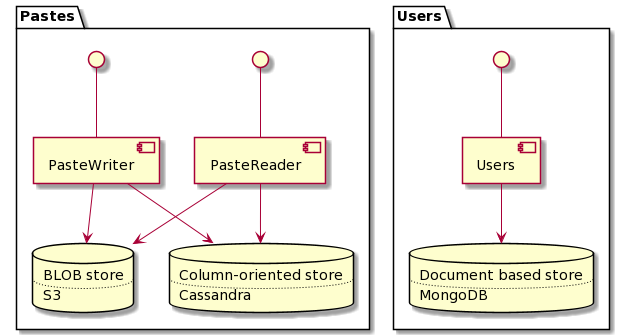 Pastes
Users
PasteWriter
PasteReader
Users
BLOB store
S3
Column-oriented store
Cassandra
Document based store
MongoDB